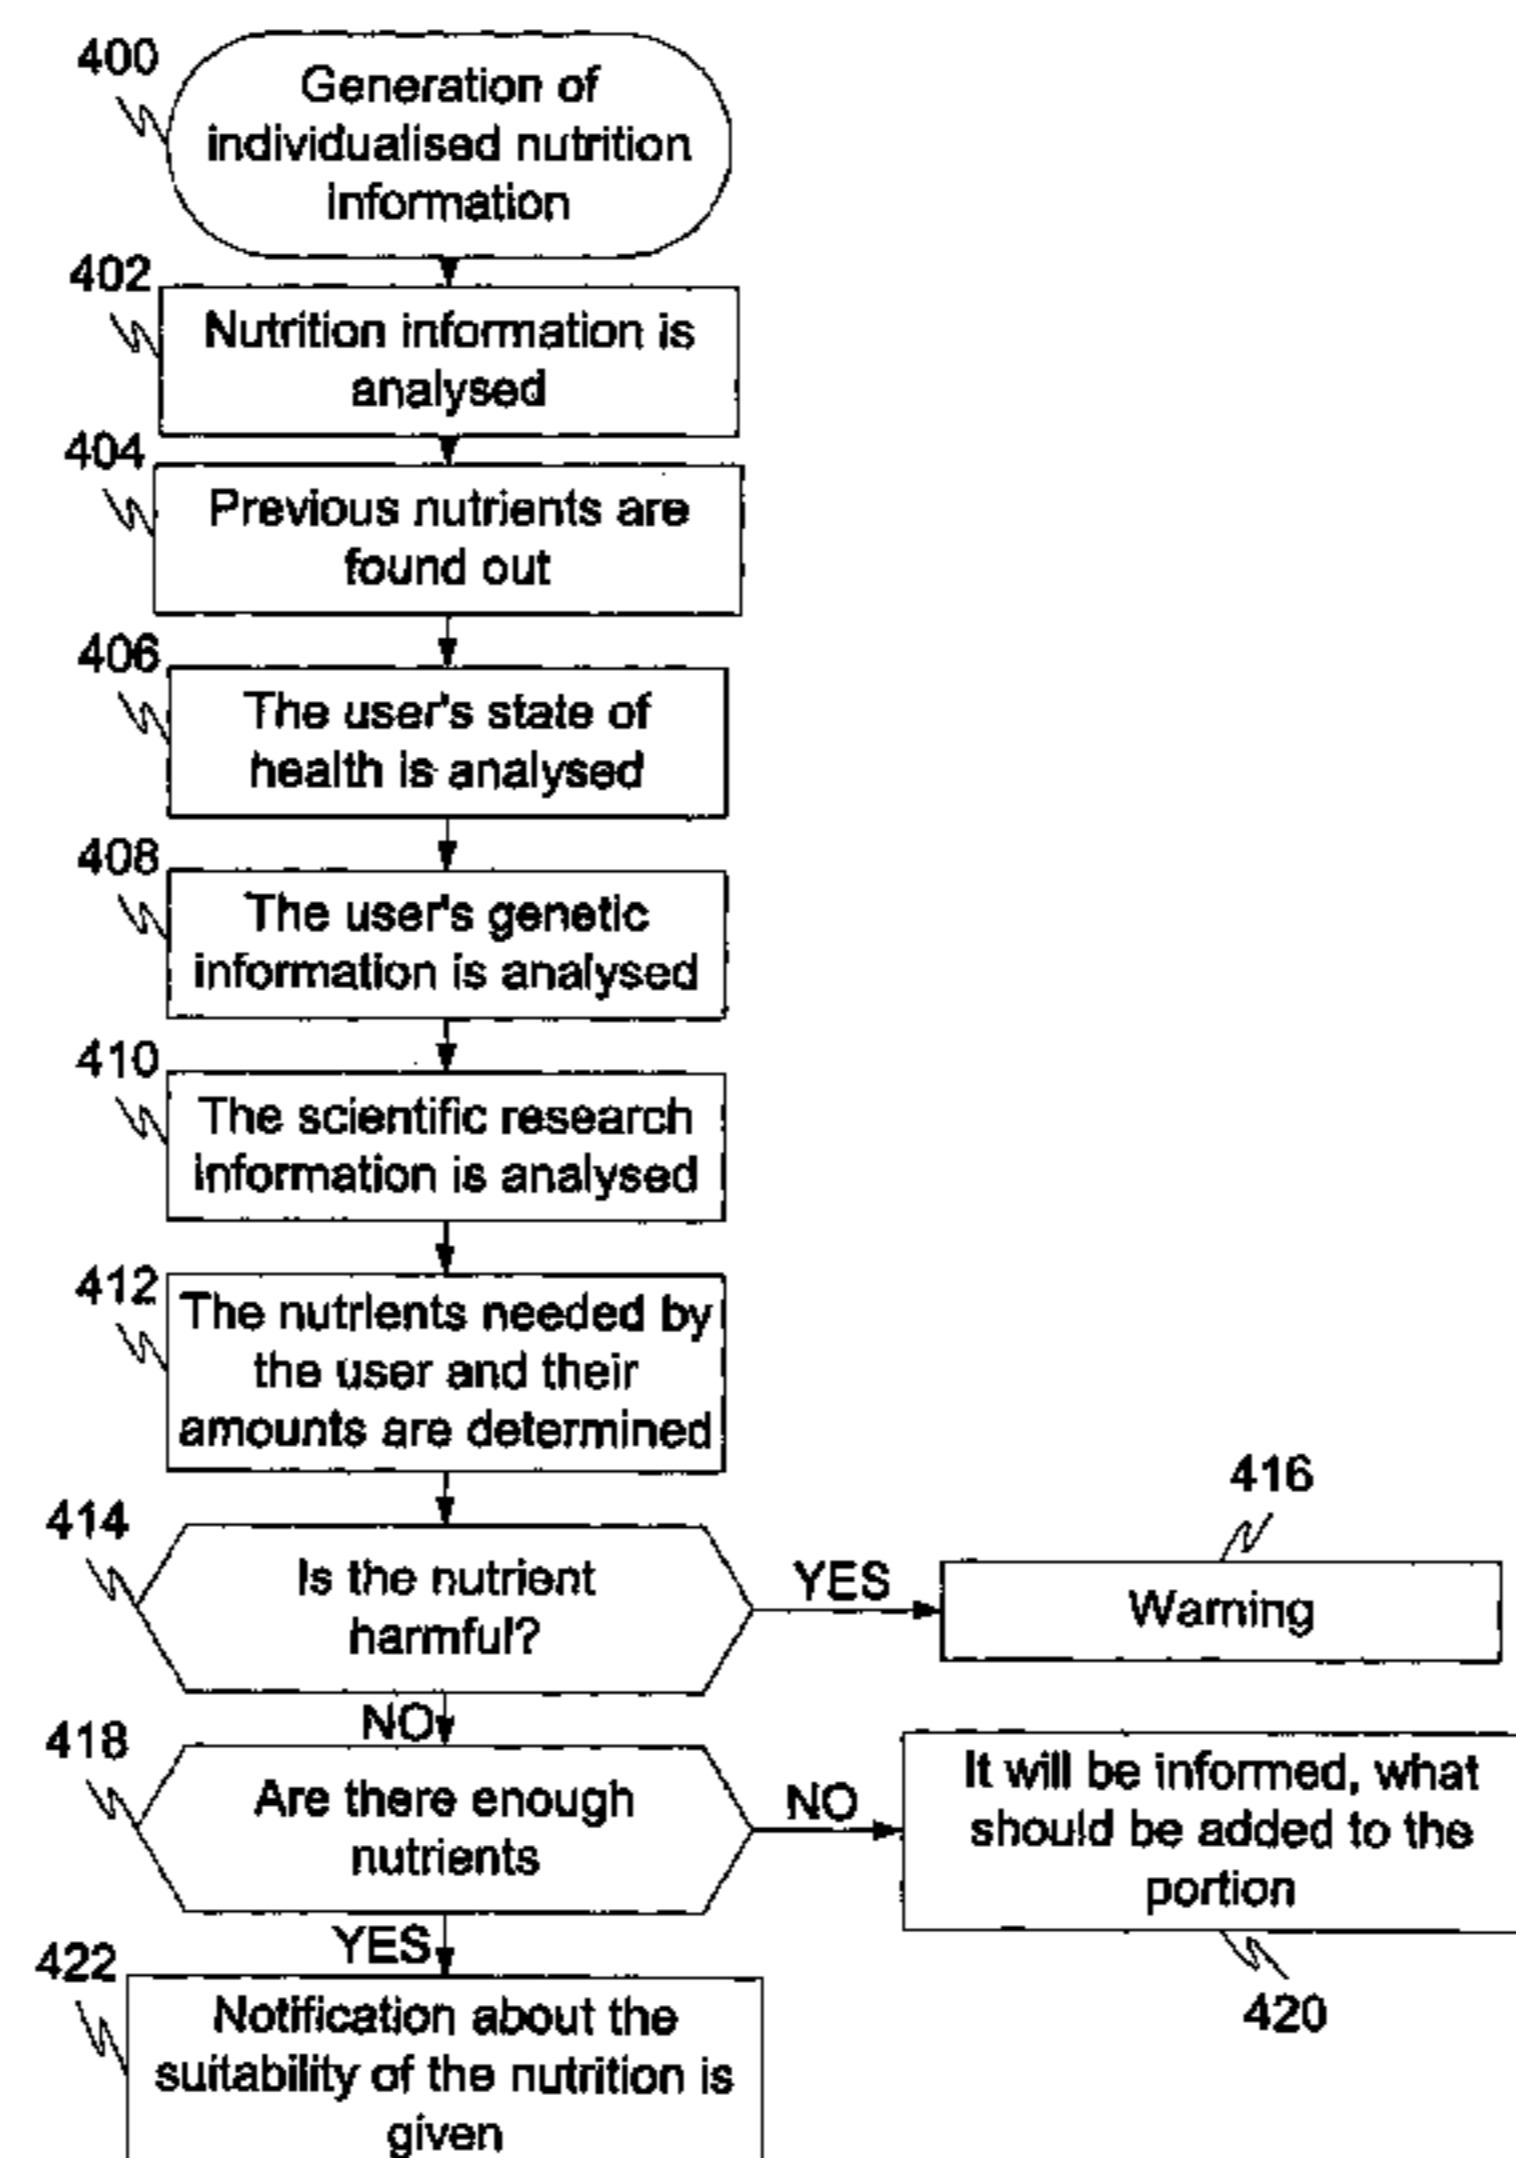 400
Generation of
individualised nutrition
information
402
Nutrition information is
analysed
404
Previous nutrients are
found out
406
The user's state of
health is analysed
408
The user's genetic
information is analysed
410
The scientific research
information is analysed
412
The nutrients needed by
the user and their
amounts are determined
414
Is the nutrient
harmful?
YES
416
Warning
NO
418
Are there enough
nutrients
NO
It will be informed, what
should be added to the
portion
420
YES
422
Notification about the
suitability of the nutrition is
given